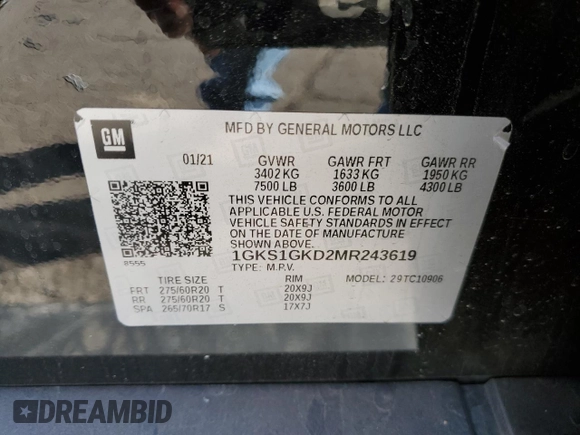 GM
MFD BY GENERAL MOTORS LLC
01/21 GVWR GAWR FRT GAWR RR
3402 KG 1633 KG 1950 KG
7500 LB 3600 LB 4300 LB
THIS VEHICLE CONFORMS TO ALL
APPLICABLE U.S. FEDERAL MOTOR
VEHICLE SAFETY STANDARDS IN EFFECT
ON THE DATE OF MANUFACTURE
SHOWN ABOVE.
8555 1GKS1GKD2MR243619
TYPE: M.P.V. MODEL: 29TC10906
TIRE SIZE RIM
FRT 275/60R20 T 20X9J
RR 275/60R20 T 20X9J
SPA 265/70R17 S 17X7J
DREAMBID